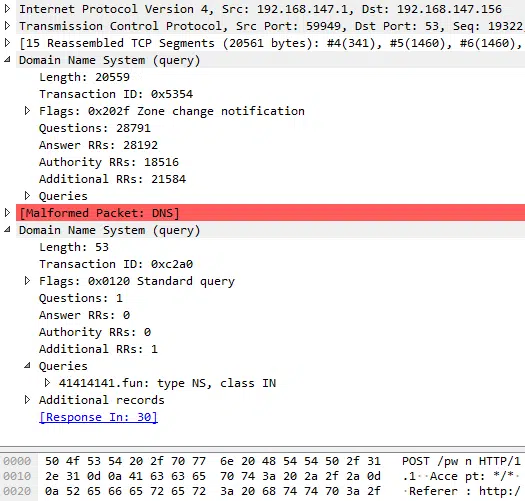 Internet Protocol Version 4, Src: 192.168.147.1, Dst: 192.168.147.156
Transmission Control Protocol, Src Port: 59949, Dst Port: 53, Seq: 19322,
[15 Reassembled TCP Segments (20561 bytes): #4(341), #5(1460), #6(1460),
Domain Name System (query)
Length: 20559
Transaction ID: 0x5354
Flags: 0x202f Zone change notification
Questions: 28791
Answer RRs: 28192
Authority RRs: 18516
Additional RRs: 21584
Queries
[Malformed Packet: DNS]
Domain Name System (query)
Length: 53
Transaction ID: 0xc2a0
Flags: 0x0120 Standard query
Questions: 1
Answer RRs: 0
Authority RRs: 0
Additional RRs: 1
Queries
41414141.fun: type NS, class IN
Additional records
[Response In: 30]
0000 50 4f 53 54 20 2f 70 77 6e 20 48 54 54 50 2f 31 POST /pw n HTTP/1
0010 2e 31 0d 0a 41 63 63 65 70 74 3a 20 2a 2f 2a 0d .1··Acce pt: */*·
0020 0a 52 65 66 65 72 65 72 3a 20 68 74 74 70 3a 2f ·Referer : http:/